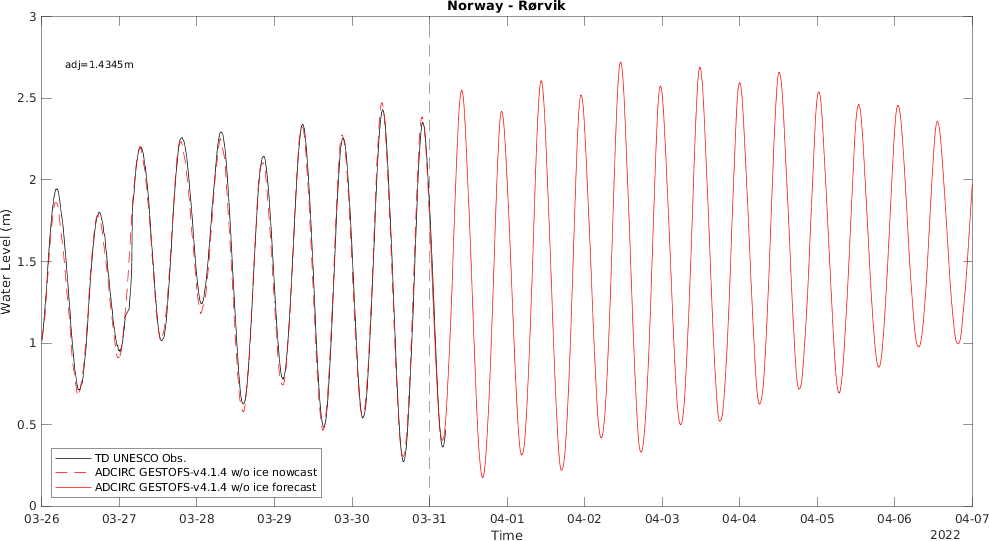 Norway - Rørvik
3
adj=1.4345m
2.5
2
Water Level (m)
1.5
1
0.5
TD UNESCO Obs.
ADCIRC GESTOFS-v4.1.4 w/o ice nowcast
ADCIRC GESTOFS-v4.1.4 w/o ice forecast
0
03-26 03-27 03-28 03-29 03-30 03-31 04-01 04-02 04-03 04-04 04-05 04-06 04-07
Time 2022